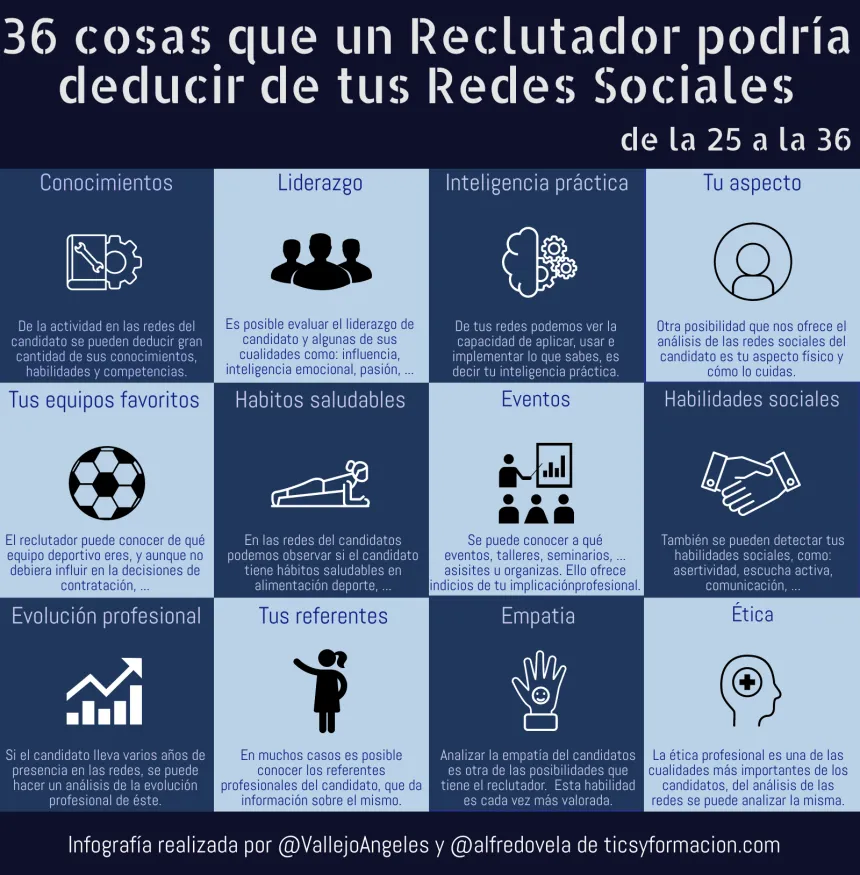 36 cosas que un Reclutador podría
deducir de tus Redes Sociales
de la 25 a la 36
Conocimientos
De la actividad en las redes del
candidato se pueden deducir gran
cantidad de sus conocimientos,
habilidades y competencias.
Liderazgo
Es posible evaluar el liderazgo de
candidato y algunas de sus
cualidades como: influencia,
inteligencia emocional, pasión, ...
Inteligencia práctica
De tus redes podemos ver la
capacidad de aplicar, usar e
implementar lo que sabes, es
decir tu inteligencia práctica.
Tu aspecto
Otra posibilidad que nos ofrece el
análisis de las redes sociales del
candidato es tu aspecto físico y
cómo lo cuidas.
Tus equipos favoritos
El reclutador puede conocer de qué
equipo deportivo eres, y aunque no
debiera influir en la decisiones de
contratación, ...
Habitos saludables
En las redes del candidatos
podemos observar si el candidato
tiene hábitos saludables en
alimentación deporte, ...
Eventos
Se puede conocer a qué
eventos, talleres, seminarios, ...
asisites u organizas. Ello ofrece
indicios de tu implicaciónprofesional.
Habilidades sociales
También se pueden detectar tus
habilidades sociales, como:
asertividad, escucha activa,
comunicación, ...
Evolución profesional
Si el candidato lleva varios años de
presencia en las redes, se puede
hacer un análisis de la evolución
profesional de éste.
Tus referentes
En muchos casos es posible
conocer los referentes
profesionales del candidato, que da
información sobre el mismo.
Empatia
Analizar la empatía del candidatos
es otra de las posibilidades que
tiene el reclutador. Esta habilidad
es cada vez más valorada.
Ética
La ética profesional es una de las
cualidades más importantes de los
candidatos, del análisis de las
redes se puede analizar la misma.
Infografía realizada por @VallejoAngeles y @alfredovela de ticsyformacion.com